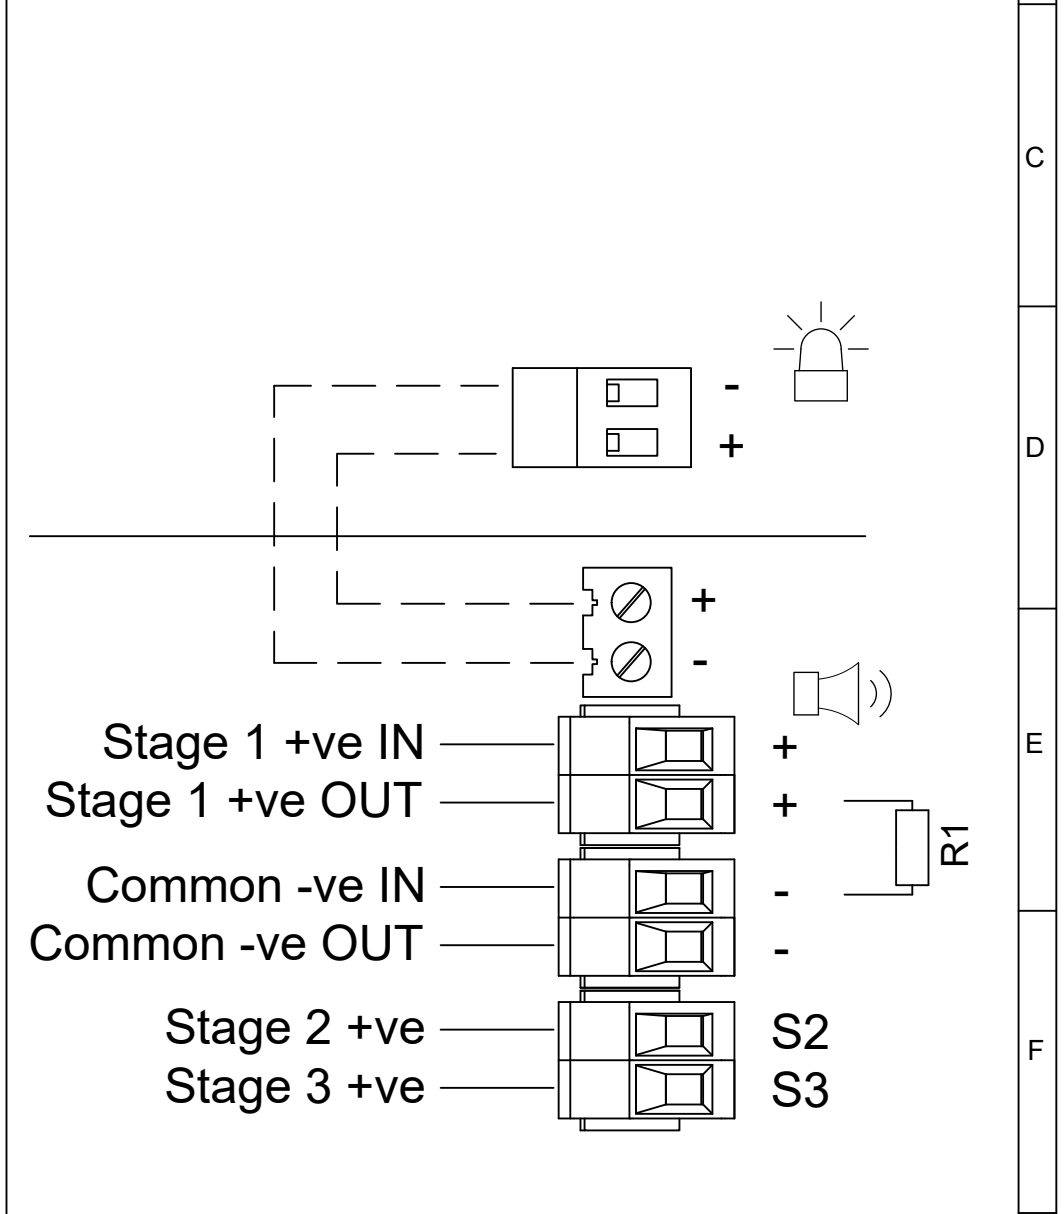 C
-
+
D
+
-
Stage 1 +ve IN +
E
Stage 1 +ve OUT +
R1
Common -ve IN -
Common -ve OUT -
Stage 2 +ve S2
F
Stage 3 +ve S3